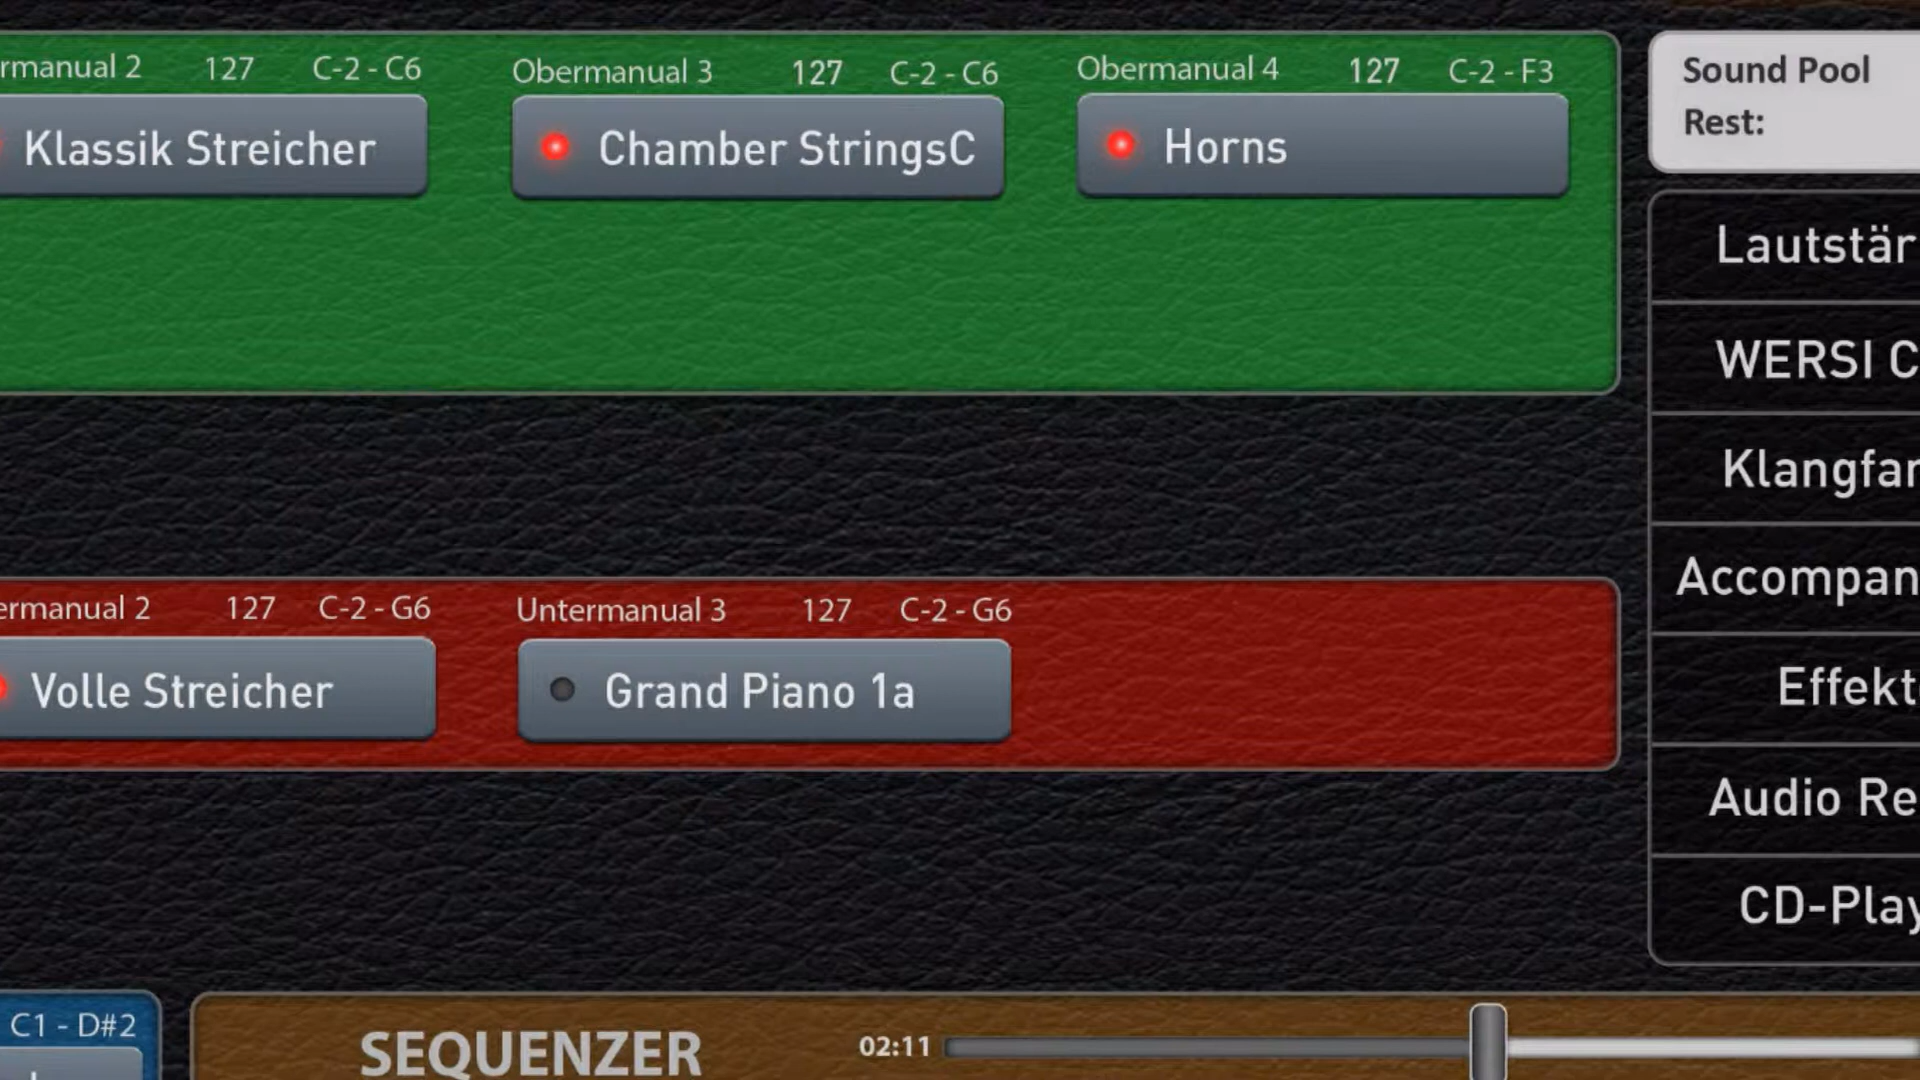 rmanual 2 127 C-2 - C6
Obermanual 3 127 C-2 - C6
Obermanual 4 127 C-2 - F3
Klassik Streicher
Chamber StringsC
Horns
Sound Pool
Rest:
Lautstär
WERSI C
Klangfar
Accompan
Effekt
Audio Re
CD-Play
ermanual 2 127 C-2 - G6
Untermanual 3 127 C-2 - G6
Volle Streicher
Grand Piano 1a
C1 - D#2
SEQUENZER
02:11